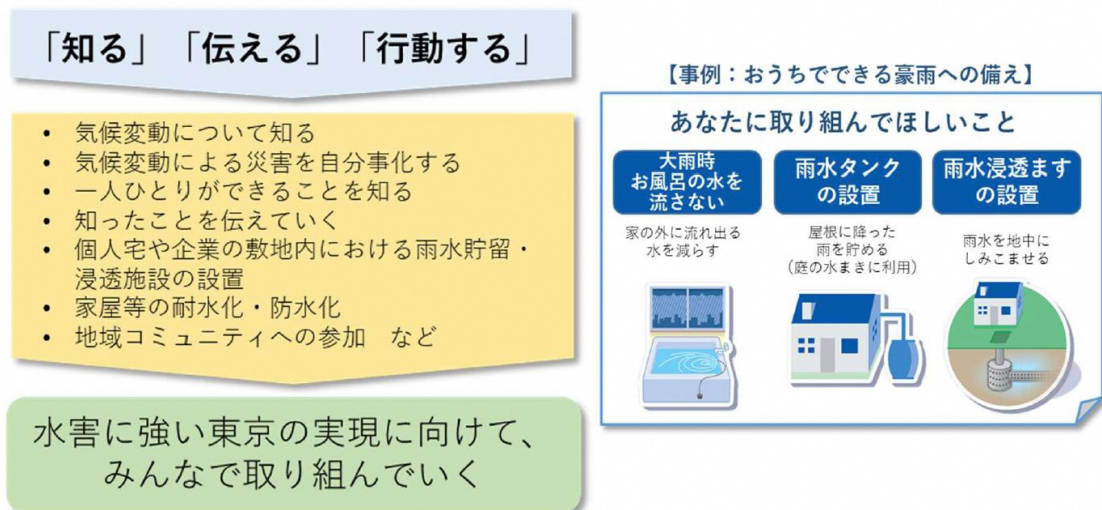 「知る」「伝える」「行動する」
• 気候変動について知る
• 気候変動による災害を自分事化する
• 一人ひとりができることを知る
• 知ったことを伝えていく
• 個人宅や企業の敷地内における雨水貯留・
浸透施設の設置
• 家屋等の耐水化・防水化
• 地域コミュニティへの参加　など
水害に強い東京の実現に向けて、
みんなで取り組んでいく
【事例：おうちでできる豪雨への備え】
あなたに取り組んでほしいこと
大雨時
お風呂の水を
流さない
家の外に流れ出る
水を減らす
雨水タンク
の設置
屋根に降った
雨を貯める
（庭の水まきに利用）
雨水浸透ます
の設置
雨水を地中に
しみこませる